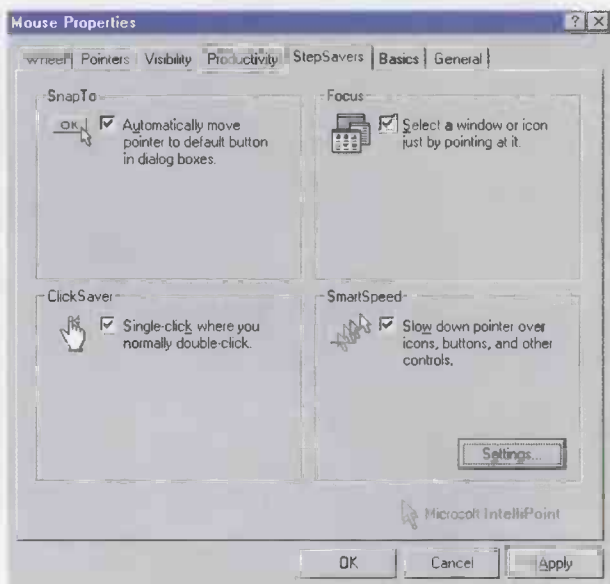 Mouse Properties
Wheel Pointers Visibility Productivity StepSavers Basics General
SnapTo
OK
Automatically move
pointer to default button
in dialog boxes.
Focus
Select a window or icon
just by pointing at it.
ClickSaver
Single-click where you
normally double-click.
SmartSpeed
Slow down pointer over
icons, buttons, and other
controls.
Settings...
Microsoft IntelliPoint
OK Cancel Apply